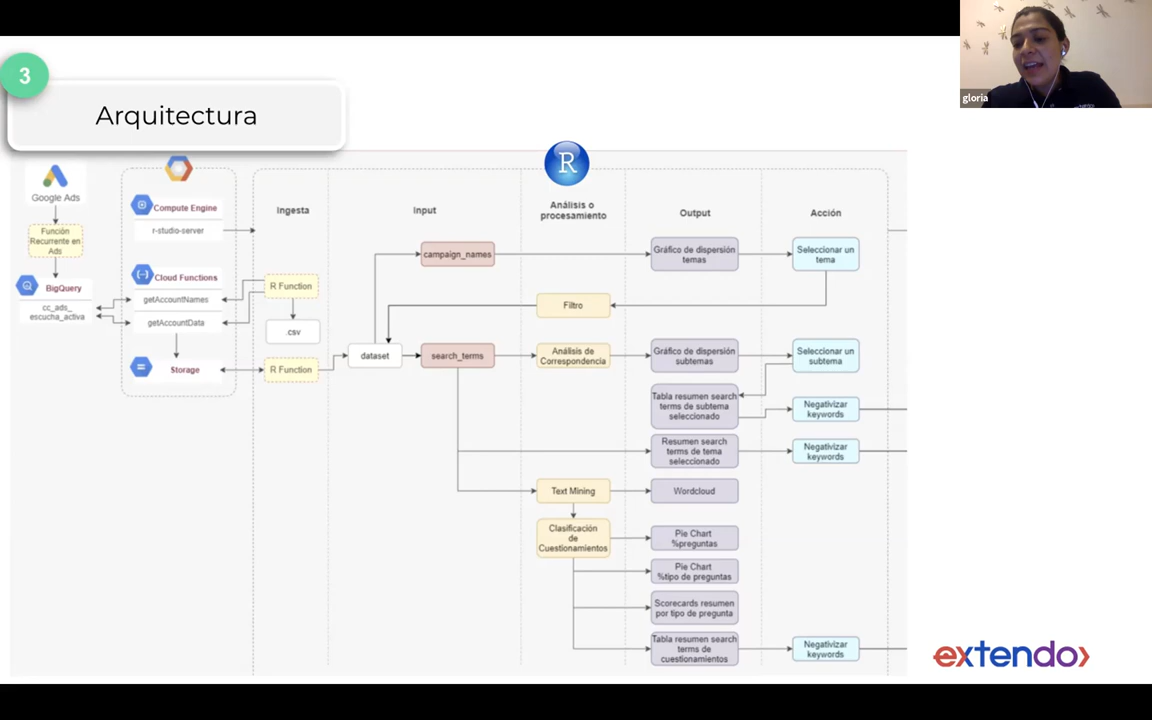 gloria
3
Arquitectura
R
Google Ads
Función
Recurrente en
Ads
BigQuery
cc_ads_
escucha_activa
Compute Engine
r-studio-server
Cloud Functions
getAccountNames
getAccountData
Storage
Ingesta
R Function
.csv
R Function
Input
campaign_names
dataset
search_terms
Análisis o
procesamiento
Filtro
Análisis de
Correspondencia
Text Mining
Clasificación
de
Cuestionamientos
Output
Gráfico de dispersión
temas
Gráfico de dispersión
subtemas
Tabla resumen search
terms de subtema
seleccionado
Resumen search
terms de tema
seleccionado
Wordcloud
Pie Chart
%preguntas
Pie Chart
%tipo de preguntas
Scorecards resumen
por tipo de pregunta
Tabla resumen search
terms de
cuestionamientos
Acción
Seleccionar un
tema
Seleccionar un
subtema
Negativizar
keywords
Negativizar
keywords
Negativizar
keywords
extendo